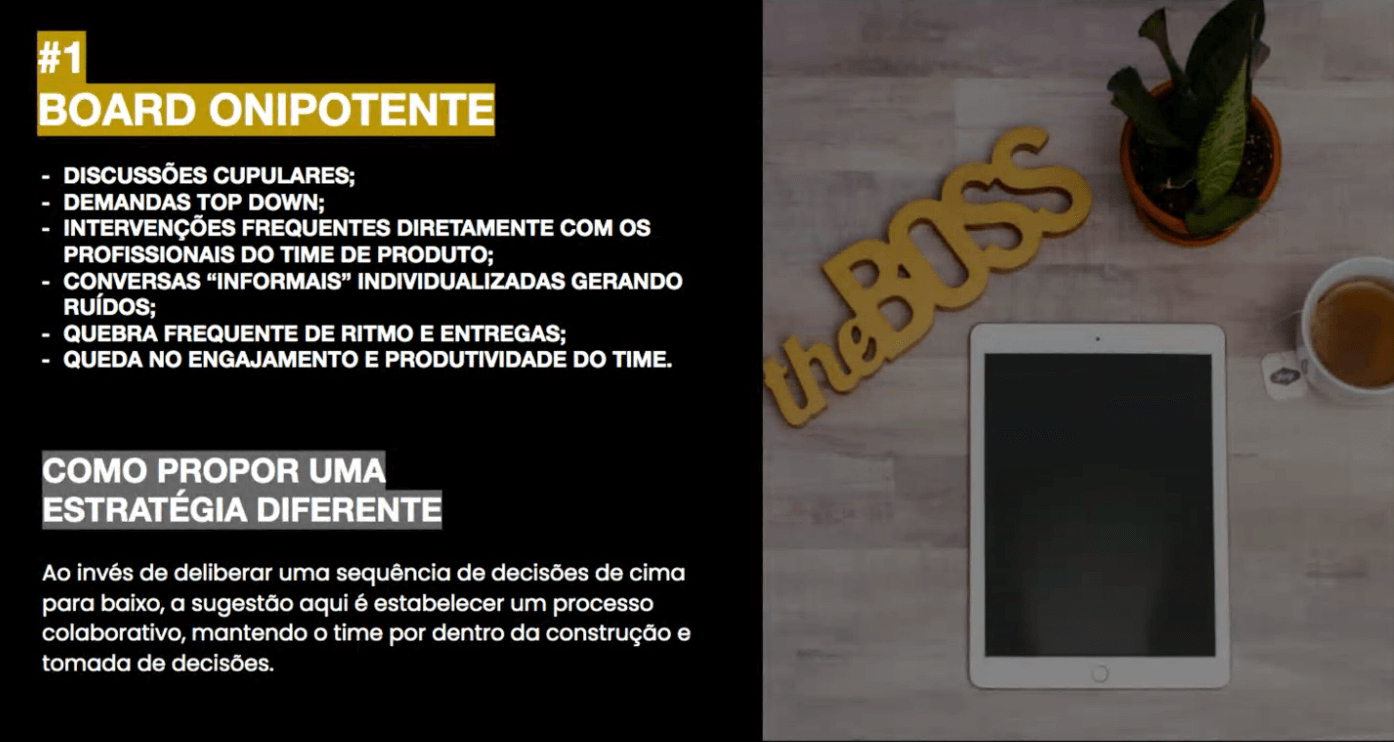 #1
BOARD ONIPOTENTE
- DISCUSSÕES CUPULARES;
- DEMANDAS TOP DOWN;
- INTERVENÇÕES FREQUENTES DIRETAMENTE COM OS
PROFISSIONAIS DO TIME DE PRODUTO;
- CONVERSAS “INFORMAIS” INDIVIDUALIZADAS GERANDO
RUÍDOS;
- QUEBRA FREQUENTE DE RITMO E ENTREGAS;
- QUEDA NO ENGAJAMENTO E PRODUTIVIDADE DO TIME.
COMO PROPOR UMA
ESTRATÉGIA DIFERENTE
Ao invés de deliberar uma sequência de decisões de cima
para baixo, a sugestão aqui é estabelecer um processo
colaborativo, mantendo o time por dentro da construção e
tomada de decisões.
theBOSS